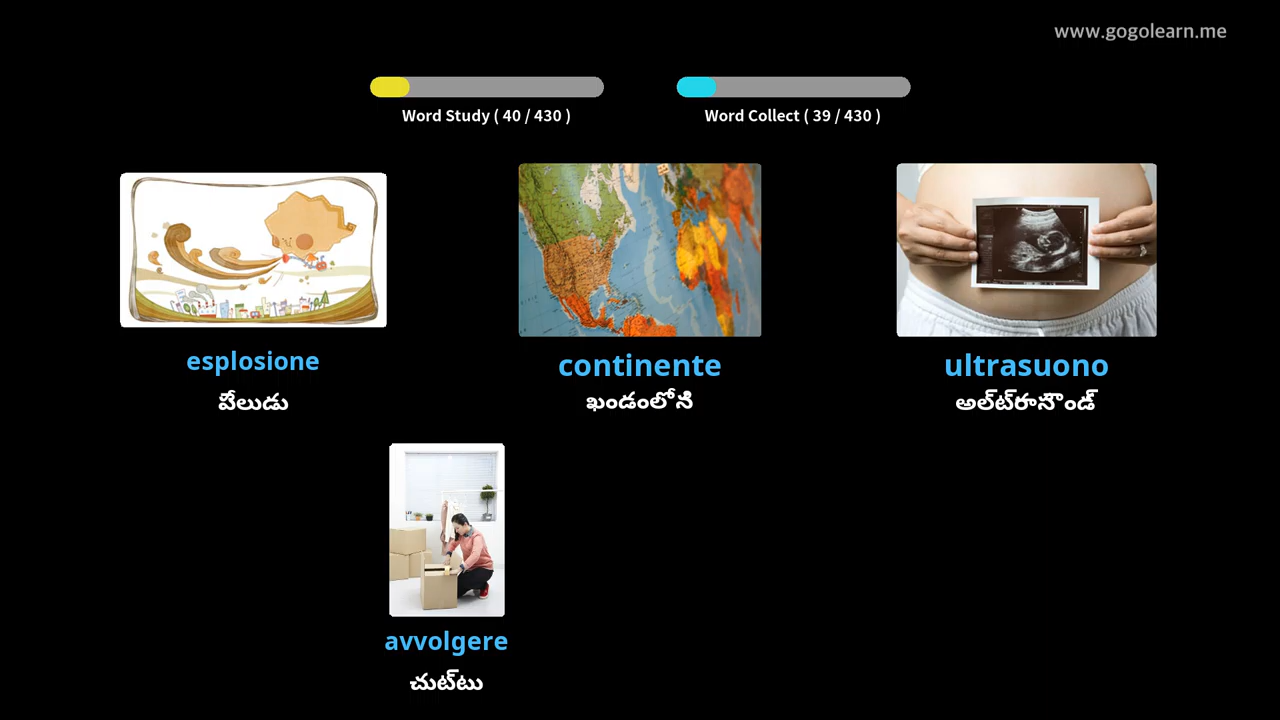 www.gogolearn.me
Word Study ( 40 / 430 )
Word Collect ( 39 / 430 )
esplosione
continente
ultrasuono
పేలుడు
ఖండంలోని
అల్ట్రాసౌండ్
avvolgere
చుట్టు